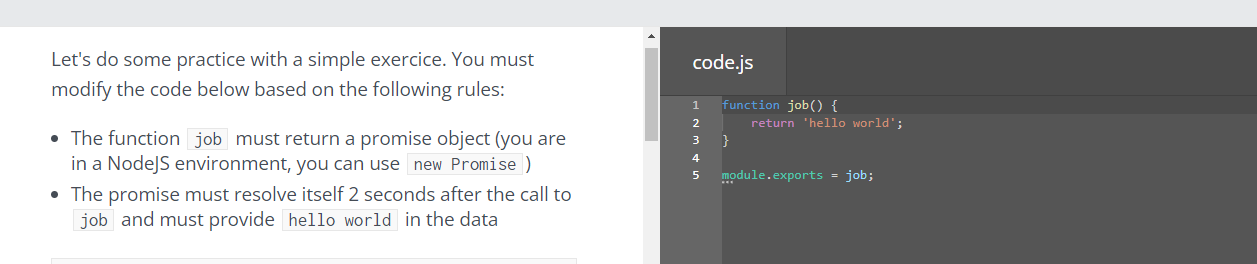 Let's do some practice with a simple exercice. You must
modify the code below based on the following rules:
The function job must return a promise object (you are
in a NodeJS environment, you can use new Promise )
The promise must resolve itself 2 seconds after the call to
job and must provide hello world in the data
code.js
1 function job() {
2 return 'hello world';
3 }
4
5 module.exports = job;